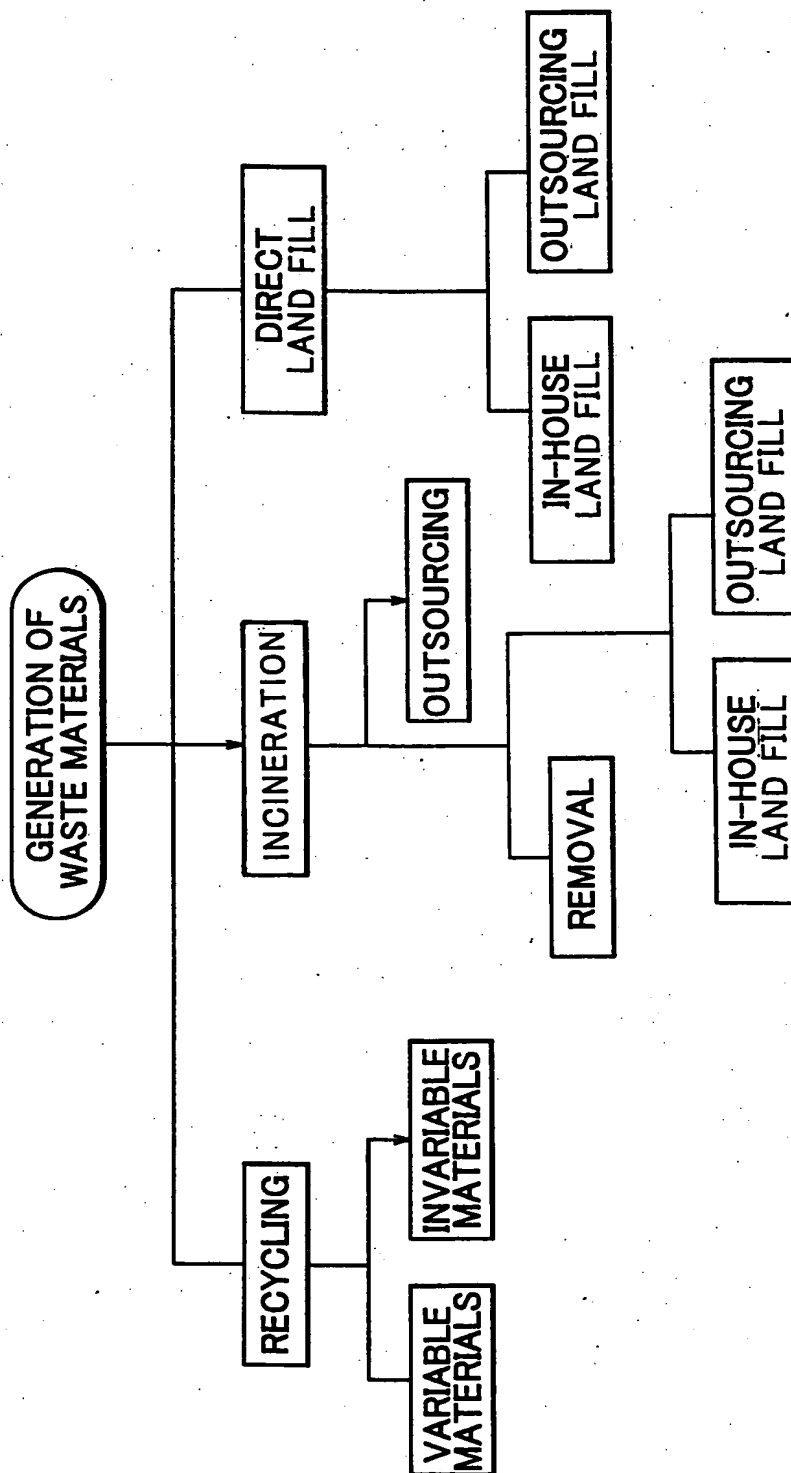 GENERATION OF
WASTE MATERIALS
RECYCLING
INCINERATION
DIRECT
LAND FILL
VARIABLE
MATERIALS
INVARIABLE
MATERIALS
OUTSOURCING
REMOVAL
IN-HOUSE
LAND FILL
OUTSOURCING
LAND FILL
IN-HOUSE
LAND FILL
OUTSOURCING
LAND FILL